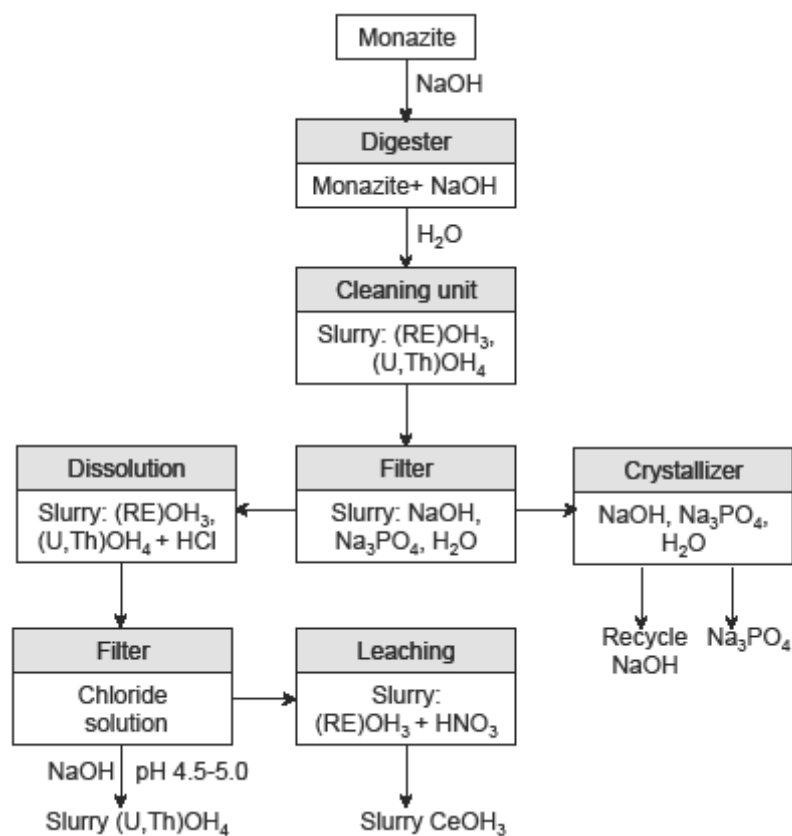 Monazite
NaOH
Digester
Monazite+ NaOH
H₂O
Cleaning unit
Slurry: (RE)OH₃,
(U,Th)OH₄
Dissolution
Slurry: (RE)OH₃,
(U,Th)OH₄ + HCl
Filter
Slurry: NaOH,
Na₃PO₄, H₂O
Crystallizer
NaOH, Na₃PO₄,
H₂O
Recycle
NaOH
Na₃PO₄
Filter
Chloride
solution
Leaching
Slurry:
(RE)OH₃ + HNO₃
NaOH pH 4.5-5.0
Slurry (U,Th)OH₄
Slurry CeOH₃